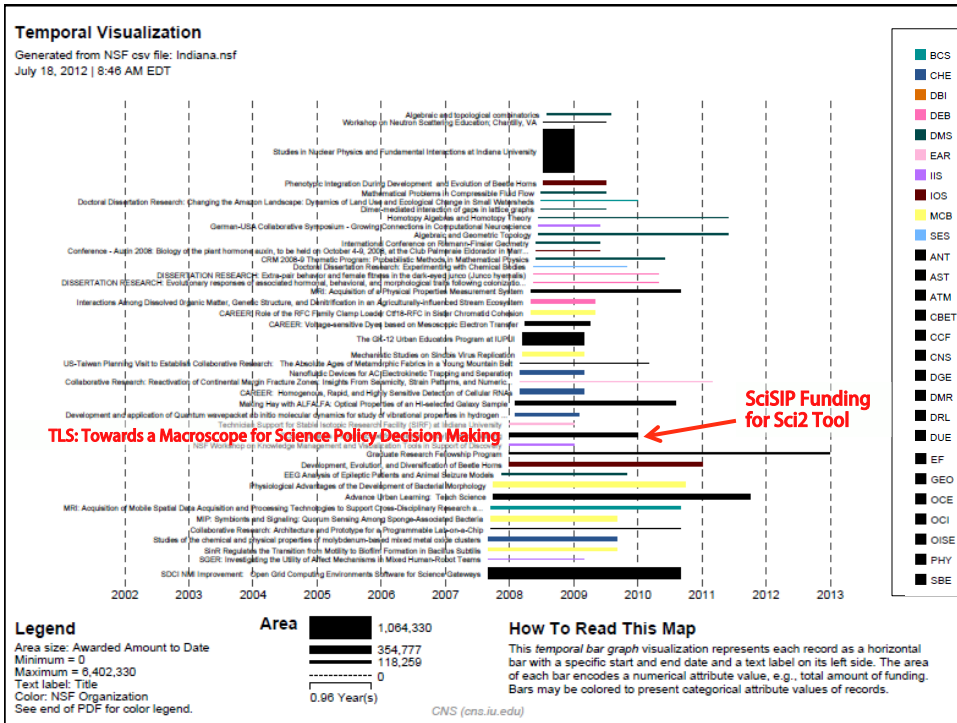 Temporal Visualization
Generated from NSF csv file: Indiana.nsf
July 18, 2012 | 8:46 AM EDT
Algebraic and topological combinatorics
Workshop on Neutron Scattering Education; Chantilly, VA
Studies in Nuclear Physics and Fundamental Interactions at Indiana University
Phenotypic Integration During Development and Evolution of Beetle Horns
Mathematical Problems in Compressible Fluid Flow
Doctoral Dissertation Research: Changing the Amazon Landscape: Dynamics of Land Use and Ecological Change in Small Watersheds
Dimer-mediated interaction of gaps in lattice graphs
Homotopy Algebras and Homotopy Theory
German-USA Collaborative Symposium - Growing Connections in Computational Neuroscience
Algebraic and Geometric Topology
International Conference on Riemann-Finsler Geometry
Conference - Austin 2008: Biology of the plant hormone auxin, to be held on October 4-9, 2008, at the Club Palmeraie Eldorador in Marr...
CRM 2008-9 Thematic Program: Probabilistic Methods in Mathematical Physics
Doctoral Dissertation Research: Experimenting with Chemical Bodies
DISSERTATION RESEARCH: Extra-pair behavior and female fitness in the dark-eyed junco (Junco hyemalis)
DISSERTATION RESEARCH: Evolutionary responses of associated hormonal, behavioral, and morphological traits following colonizatio...
MRI: Acquisition of a Physical Properties Measurement System
Interactions Among Dissolved Organic Matter, Genetic Structure, and Denitrification in an Agriculturally-Influenced Stream Ecosystem
CAREER: Role of the RFC Family Clamp Loader Ctf18-RFC in Sister Chromatid Cohesion
CAREER: Voltage-sensitive Dyes based on Mesoscopic Electron Transfer
The GK-12 Urban Educators Program at IUPUI
Mechanistic Studies on Sindbis Virus Replication
US-Taiwan Planning Visit to Establish Collaborative Research: The Absolute Ages of Metamorphic Fabrics in a Young Mountain Belt
Nanofluidic Devices for AC Electrokinetic Trapping and Separation
Collaborative Research: Reactivation of Continental Margin Fracture Zones: Insights From Seismicity, Strain Patterns, and Numeric...
CAREER: Homogenous, Rapid, and Highly Sensitive Detection of Cellular RNAs
Making Hay with ALFALFA: Optical Properties of an HI-selected Galaxy Sample
Development and application of Quantum wavepacket ab initio molecular dynamics for study of vibrational properties in hydrogen ...
Technician Support for Stable Isotopic Research Facility (SIRF) at Indiana University
TLS: Towards a Macroscope for Science Policy Decision Making
NSF Workshop on Knowledge Management and Visualization Tools in Support of Discovery
Graduate Research Fellowship Program
Development, Evolution, and Diversification of Beetle Horns
EEG Analysis of Epileptic Patients and Animal Seizure Models
Physiological Advantages of the Development of Bacterial Morphology
Advance Urban Learning: Teach Science
MRI: Acquisition of Mobile Spatial Data Acquisition and Processing Technologies to Support Cross-Disciplinary Research a...
MIP: Symbionts and Signaling: Quorum Sensing Among Sponge-Associated Bacteria
Collaborative Research: Architecture and Prototype for a Programmable Lab-on-a-Chip
Studies of the chemical and physical properties of molybdenum-based mixed metal oxide clusters
SinR Regulates the Transition from Motility to Biofilm Formation in Bacillus Subtilis
SGER: Investigating the Utility of Affect Mechanisms in Mixed Human-Robot Teams
SDCI NMI Improvement: Open Grid Computing Environments Software for Science Gateways
SciSIP Funding
for Sci2 Tool
2002 2003 2004 2005 2006 2007 2008 2009 2010 2011 2012 2013
BCS
CHE
DBI
DEB
DMS
EAR
IIS
IOS
MCB
SES
ANT
AST
ATM
CBET
CCF
CNS
DGE
DMR
DRL
DUE
EF
GEO
OCE
OCI
OISE
PHY
SBE
Legend
Area size: Awarded Amount to Date
Minimum = 0
Maximum = 6,402,330
Text label: Title
Color: NSF Organization
See end of PDF for color legend.
Area
1,064,330
354,777
118,259
0
0.96 Year(s)
How To Read This Map
This temporal bar graph visualization represents each record as a horizontal
bar with a specific start and end date and a text label on its left side. The area
of each bar encodes a numerical attribute value, e.g., total amount of funding.
Bars may be colored to present categorical attribute values of records.
CNS (cns.iu.edu)